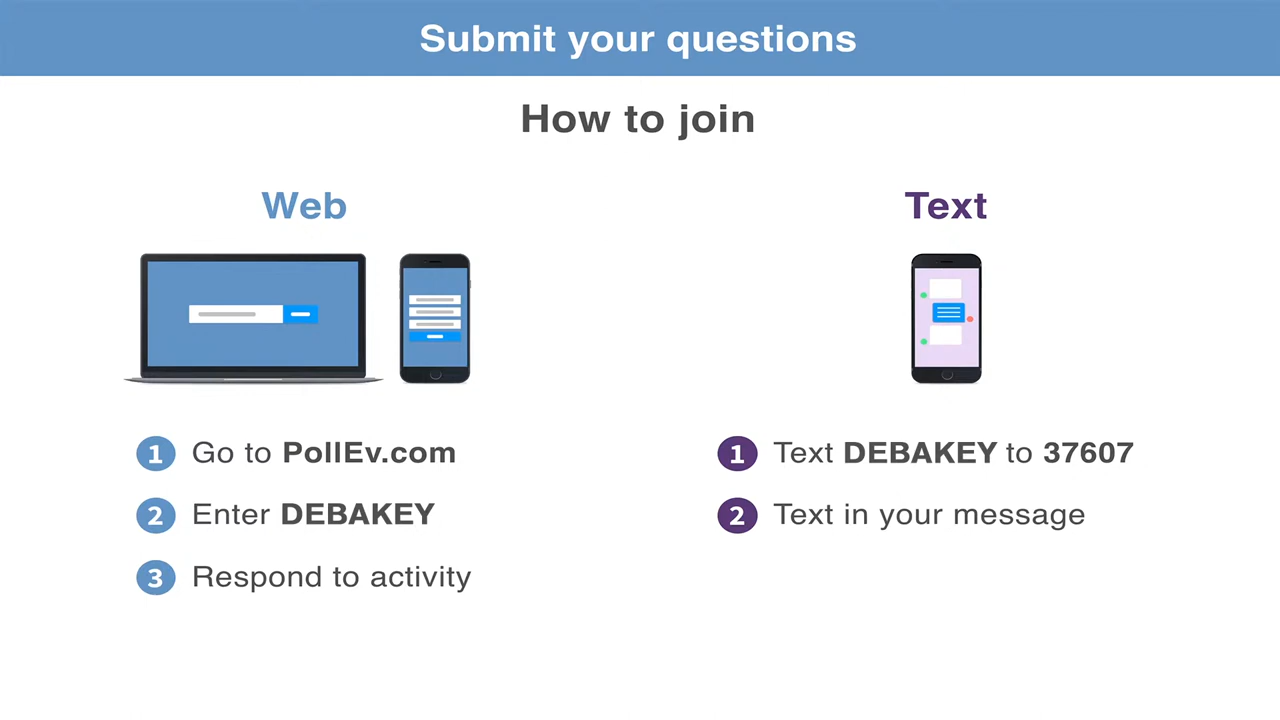 Submit your questions
How to join
Web
1 Go to PollEv.com
2 Enter DEBAKEY
3 Respond to activity
Text
1 Text DEBAKEY to 37607
2 Text in your message